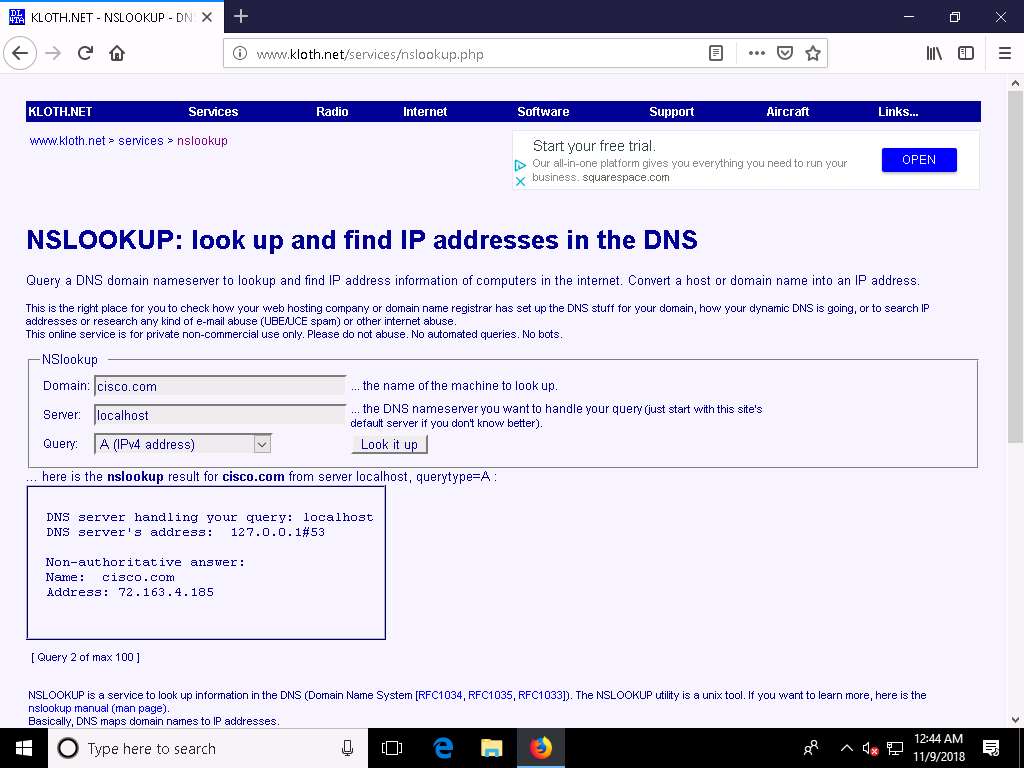 KLOTH.NET - NSLOOKUP - DN
www.kloth.net/services/nslookup.php
KLOTH.NET Services Radio Internet Software Support Aircraft Links...
www.kloth.net > services > nslookup
Start your free trial.
Our all-in-one platform gives you everything you need to run your
business. squarespace.com
OPEN
NSLOOKUP: look up and find IP addresses in the DNS
Query a DNS domain nameserver to lookup and find IP address information of computers in the internet. Convert a host or domain name into an IP address.
This is the right place for you to check how your web hosting company or domain name registrar has set up the DNS stuff for your domain, how your dynamic DNS is going, or to search IP
addresses or research any kind of e-mail abuse (UBE/UCE spam) or other internet abuse.
This online service is for private non-commercial use only. Please do not abuse. No automated queries. No bots.
NSlookup
Domain: cisco.com ... the name of the machine to look up.
Server: localhost ... the DNS nameserver you want to handle your query (just start with this site's
default server if you don't know better).
Query: A (IPv4 address) Look it up
... here is the nslookup result for cisco.com from server localhost, querytype=A :
DNS server handling your query: localhost
DNS server's address: 127.0.0.1#53
Non-authoritative answer:
Name: cisco.com
Address: 72.163.4.185
[ Query 2 of max 100 ]
NSLOOKUP is a service to look up information in the DNS (Domain Name System [RFC1034, RFC1035, RFC1033]). The NSLOOKUP utility is a unix tool. If you want to learn more, here is the
nslookup manual (man page).
Basically, DNS maps domain names to IP addresses.
Type here to search
12:44 AM
11/9/2018